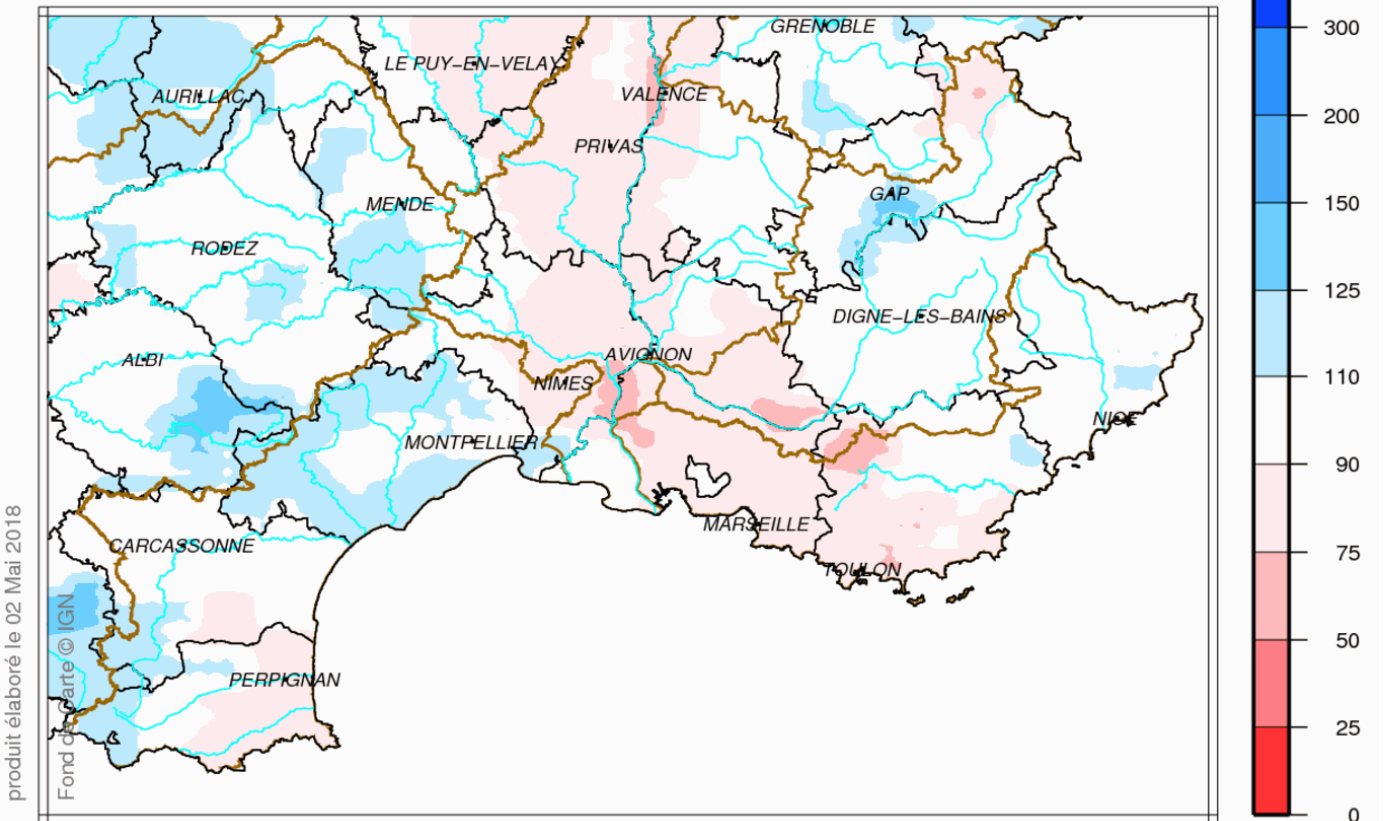 GRENOBLE
LE PUY–EN–VELAY
AURILLAC
VALENCE
PRIVAS
GAP
MENDE
RODEZ
DIGNE–LES–BAINS
ALBI
AVIGNON
NIMES
NICE
MONTPELLIER
MARSEILLE
CARCASSONNE
TOULON
PERPIGNAN
produit élaboré le 02 Mai 2018
Fond de Carte © IGN
300
200
150
125
110
90
75
50
25
0